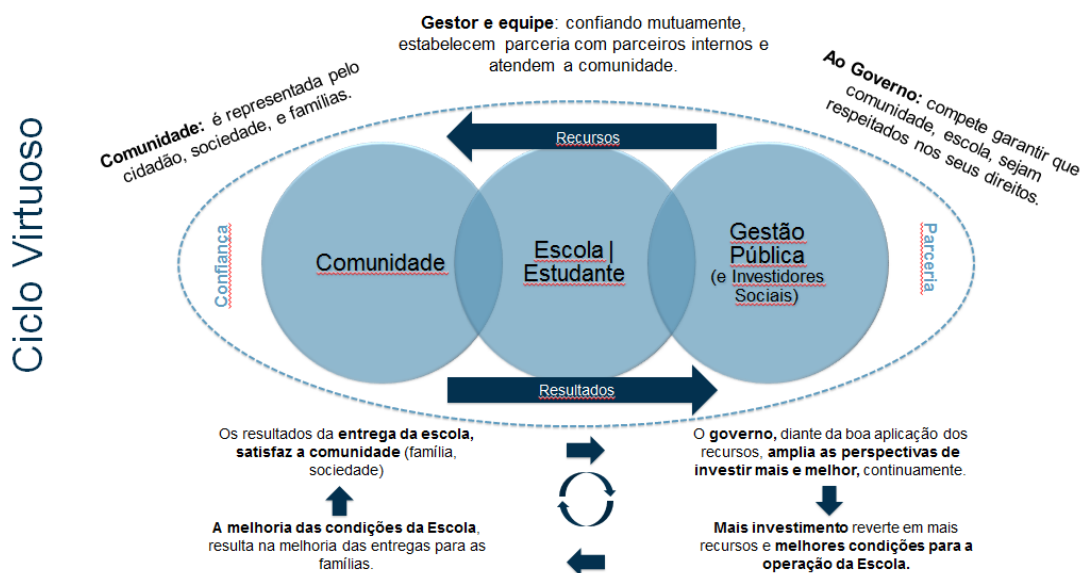 Ciclo Virtuoso
Gestor e equipe: confiando mutuamente,
estabelecem parceria com parceiros internos e
atendem a comunidade.
Comunidade: é representada pelo
cidadão, sociedade, e famílias.
Ao Governo: compete garantir que
comunidade, escola, sejam
respeitados nos seus direitos.
Recursos
Confiança
Comunidade
Escola |
Estudante
Gestão
Pública
(e Investidores
Sociais)
Parceria
Resultados
Os resultados da entrega da escola,
satisfaz a comunidade (família,
sociedade)
O governo, diante da boa aplicação dos
recursos, amplia as perspectivas de
investir mais e melhor, continuamente.
A melhoria das condições da Escola,
resulta na melhoria das entregas para as
famílias.
Mais investimento reverte em mais
recursos e melhores condições para a
operação da Escola.